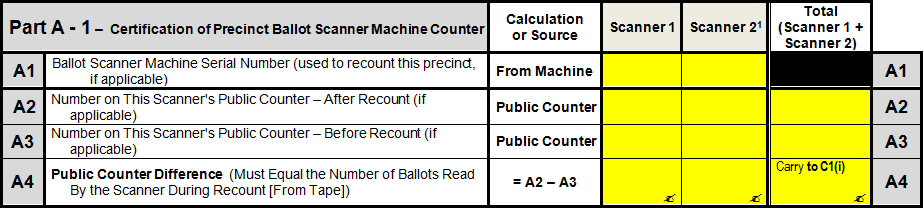 Part A - 1 – Certification of Precinct Ballot Scanner Machine Counter
Calculation
or Source
Scanner 1
Scanner 2¹
Total
(Scanner 1 +
Scanner 2)
A1
Ballot Scanner Machine Serial Number (used to recount this precinct,
if applicable)
From Machine
A1
A2
Number on This Scanner's Public Counter – After Recount (if
applicable)
Public Counter
A2
A3
Number on This Scanner's Public Counter – Before Recount (if
applicable)
Public Counter
A3
A4
Public Counter Difference (Must Equal the Number of Ballots Read
By the Scanner During Recount [From Tape])
= A2 – A3
Carry to C1(i)
A4